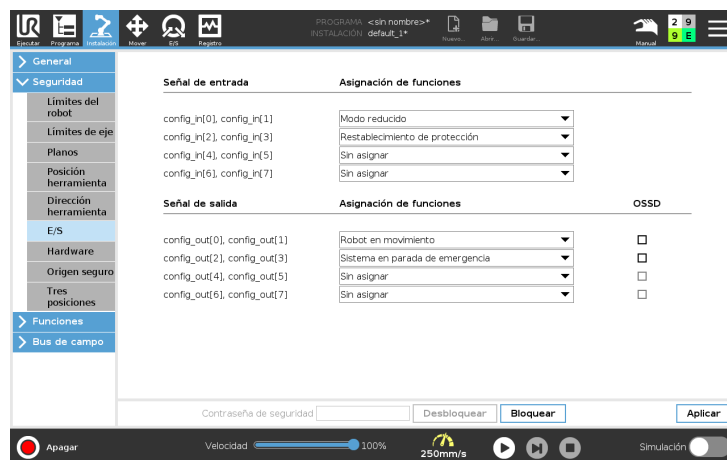 PROGRAMA <sin nombre>*
INSTALACIÓN default_1*
Ejecutar Programa Instalación Mover E/S Registro Nuevo... Abrir... Guardar... Manual
2 9
9 E
General
Seguridad
Límites del
robot
Límites de eje
Planos
Posición
herramienta
Dirección
herramienta
E/S
Hardware
Origen seguro
Tres
posiciones
Funciones
Bus de campo
Señal de entrada Asignación de funciones
config_in[0], config_in[1] Modo reducido
config_in[2], config_in[3] Restablecimiento de protección
config_in[4], config_in[5] Sin asignar
config_in[6], config_in[7] Sin asignar
Señal de salida Asignación de funciones OSSD
config_out[0], config_out[1] Robot en movimiento
config_out[2], config_out[3] Sistema en parada de emergencia
config_out[4], config_out[5] Sin asignar
config_out[6], config_out[7] Sin asignar
Contraseña de seguridad Desbloquear Bloquear Aplicar
Apagar Velocidad 100% 250mm/s Simulación